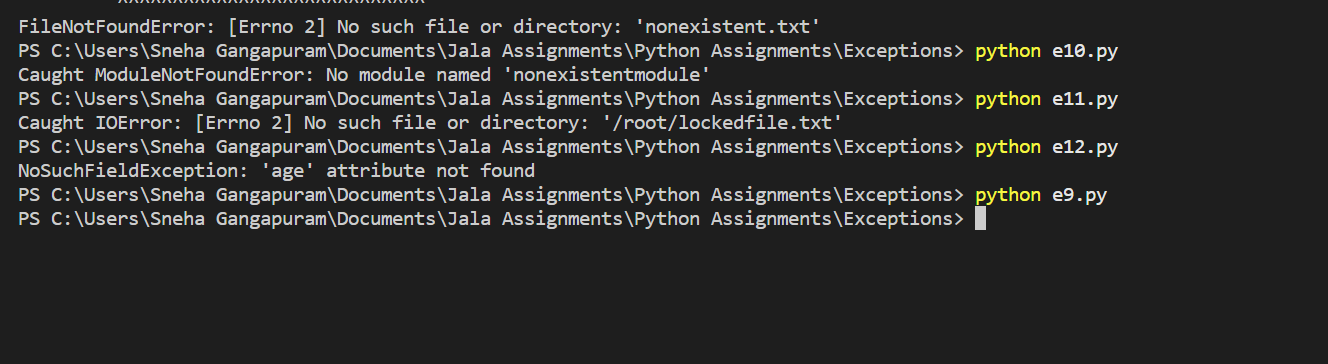 FileNotFoundError: [Errno 2] No such file or directory: 'nonexistent.txt'
PS C:\Users\Sneha Gangapuram\Documents\Jala Assignments\Python Assignments\Exceptions> python e10.py
Caught ModuleNotFoundError: No module named 'nonexistentmodule'
PS C:\Users\Sneha Gangapuram\Documents\Jala Assignments\Python Assignments\Exceptions> python e11.py
Caught IOError: [Errno 2] No such file or directory: '/root/lockedfile.txt'
PS C:\Users\Sneha Gangapuram\Documents\Jala Assignments\Python Assignments\Exceptions> python e12.py
NoSuchFieldException: 'age' attribute not found
PS C:\Users\Sneha Gangapuram\Documents\Jala Assignments\Python Assignments\Exceptions> python e9.py
PS C:\Users\Sneha Gangapuram\Documents\Jala Assignments\Python Assignments\Exceptions>